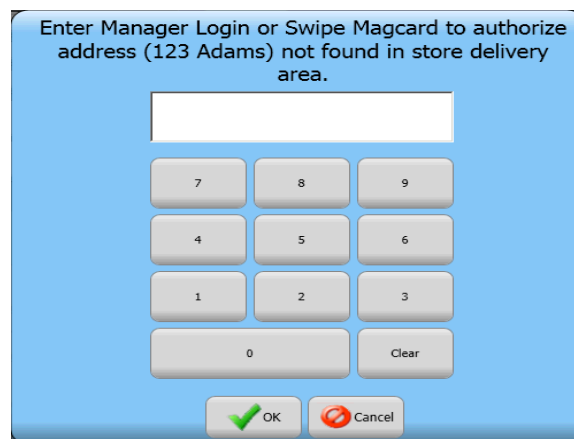 Enter Manager Login or Swipe Magcard to authorize
address (123 Adams) not found in store delivery
area.
7 8 9
4 5 6
1 2 3
0 Clear
OK Cancel